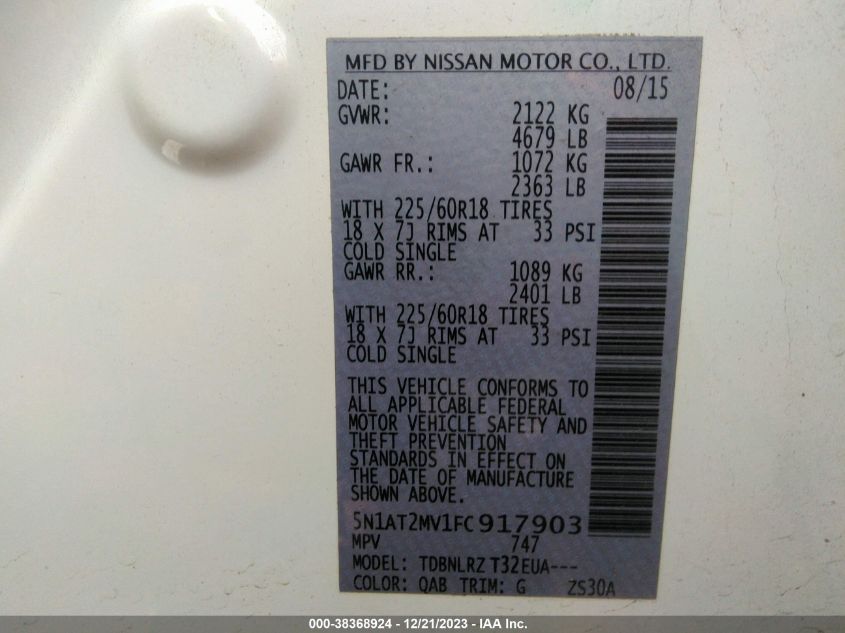 MFD BY NISSAN MOTOR CO., LTD.
DATE: 08/15
GVWR: 2122 KG
4679 LB
GAWR FR.: 1072 KG
2363 LB
WITH 225/60R18 TIRES
18 X 7J RIMS AT 33 PSI
COLD SINGLE
GAWR RR.: 1089 KG
2401 LB
WITH 225/60R18 TIRES
18 X 7J RIMS AT 33 PSI
COLD SINGLE
THIS VEHICLE CONFORMS TO
ALL APPLICABLE FEDERAL
MOTOR VEHICLE SAFETY AND
THEFT PREVENTION
STANDARDS IN EFFECT ON
THE DATE OF MANUFACTURE
SHOWN ABOVE.
5N1AT2MV1FC917903
MPV 747
MODEL: TDBNLRZ T32EUA---
COLOR: QAB TRIM: G ZS30A
000-38368924 - 12/21/2023 - IAA Inc.